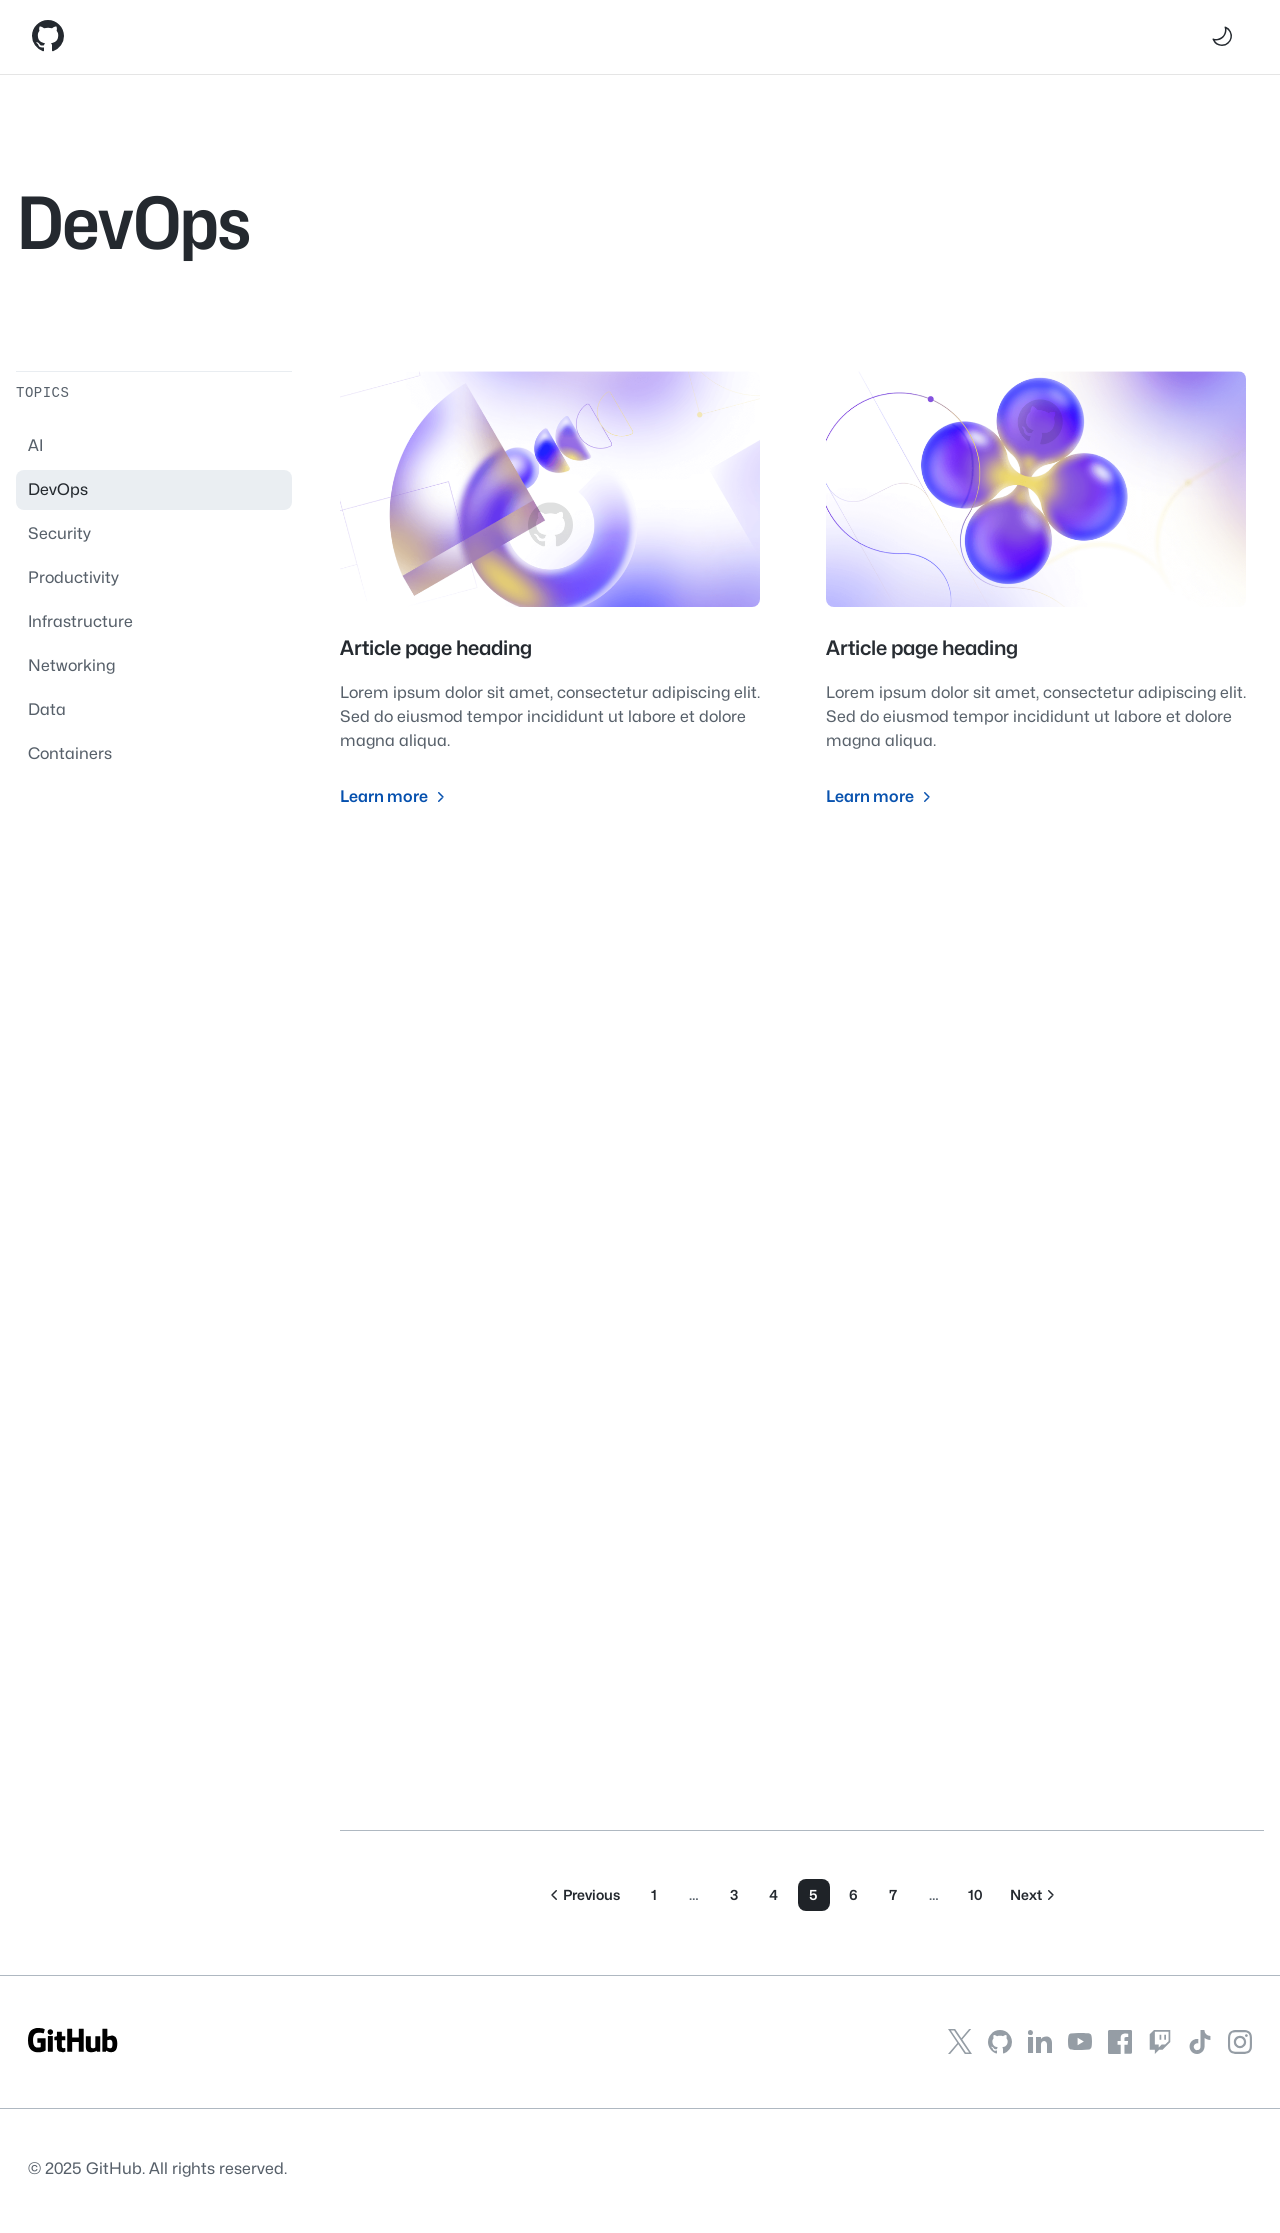 DevOps
TOPICS
AI
DevOps
Security
Productivity
Infrastructure
Networking
Data
Containers
Article page heading
Lorem ipsum dolor sit amet, consectetur adipiscing elit.
Sed do eiusmod tempor incididunt ut labore et dolore
magna aliqua.
Learn more
Article page heading
Lorem ipsum dolor sit amet, consectetur adipiscing elit.
Sed do eiusmod tempor incididunt ut labore et dolore
magna aliqua.
Learn more
Previous 1 … 3 4 5 6 7 … 10 Next
GitHub
© 2025 GitHub. All rights reserved.